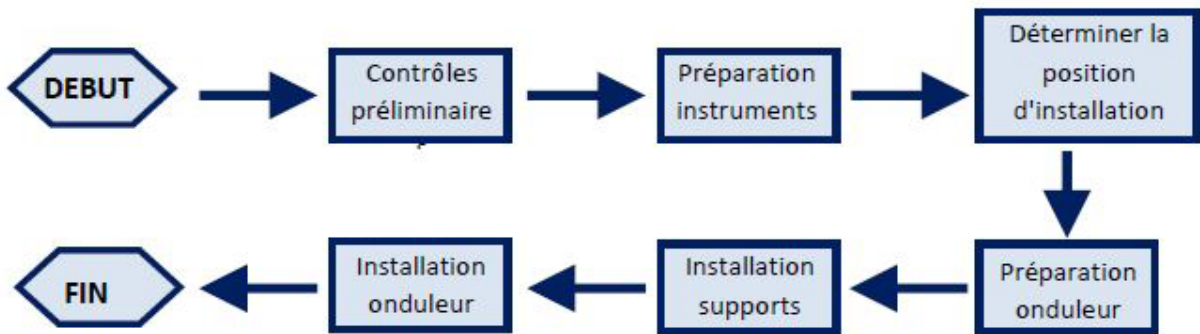 DEBUT
Contrôles
préliminaire
Préparation
instruments
Déterminer la
position
d'installation
Préparation
onduleur
Installation
supports
Installation
onduleur
FIN